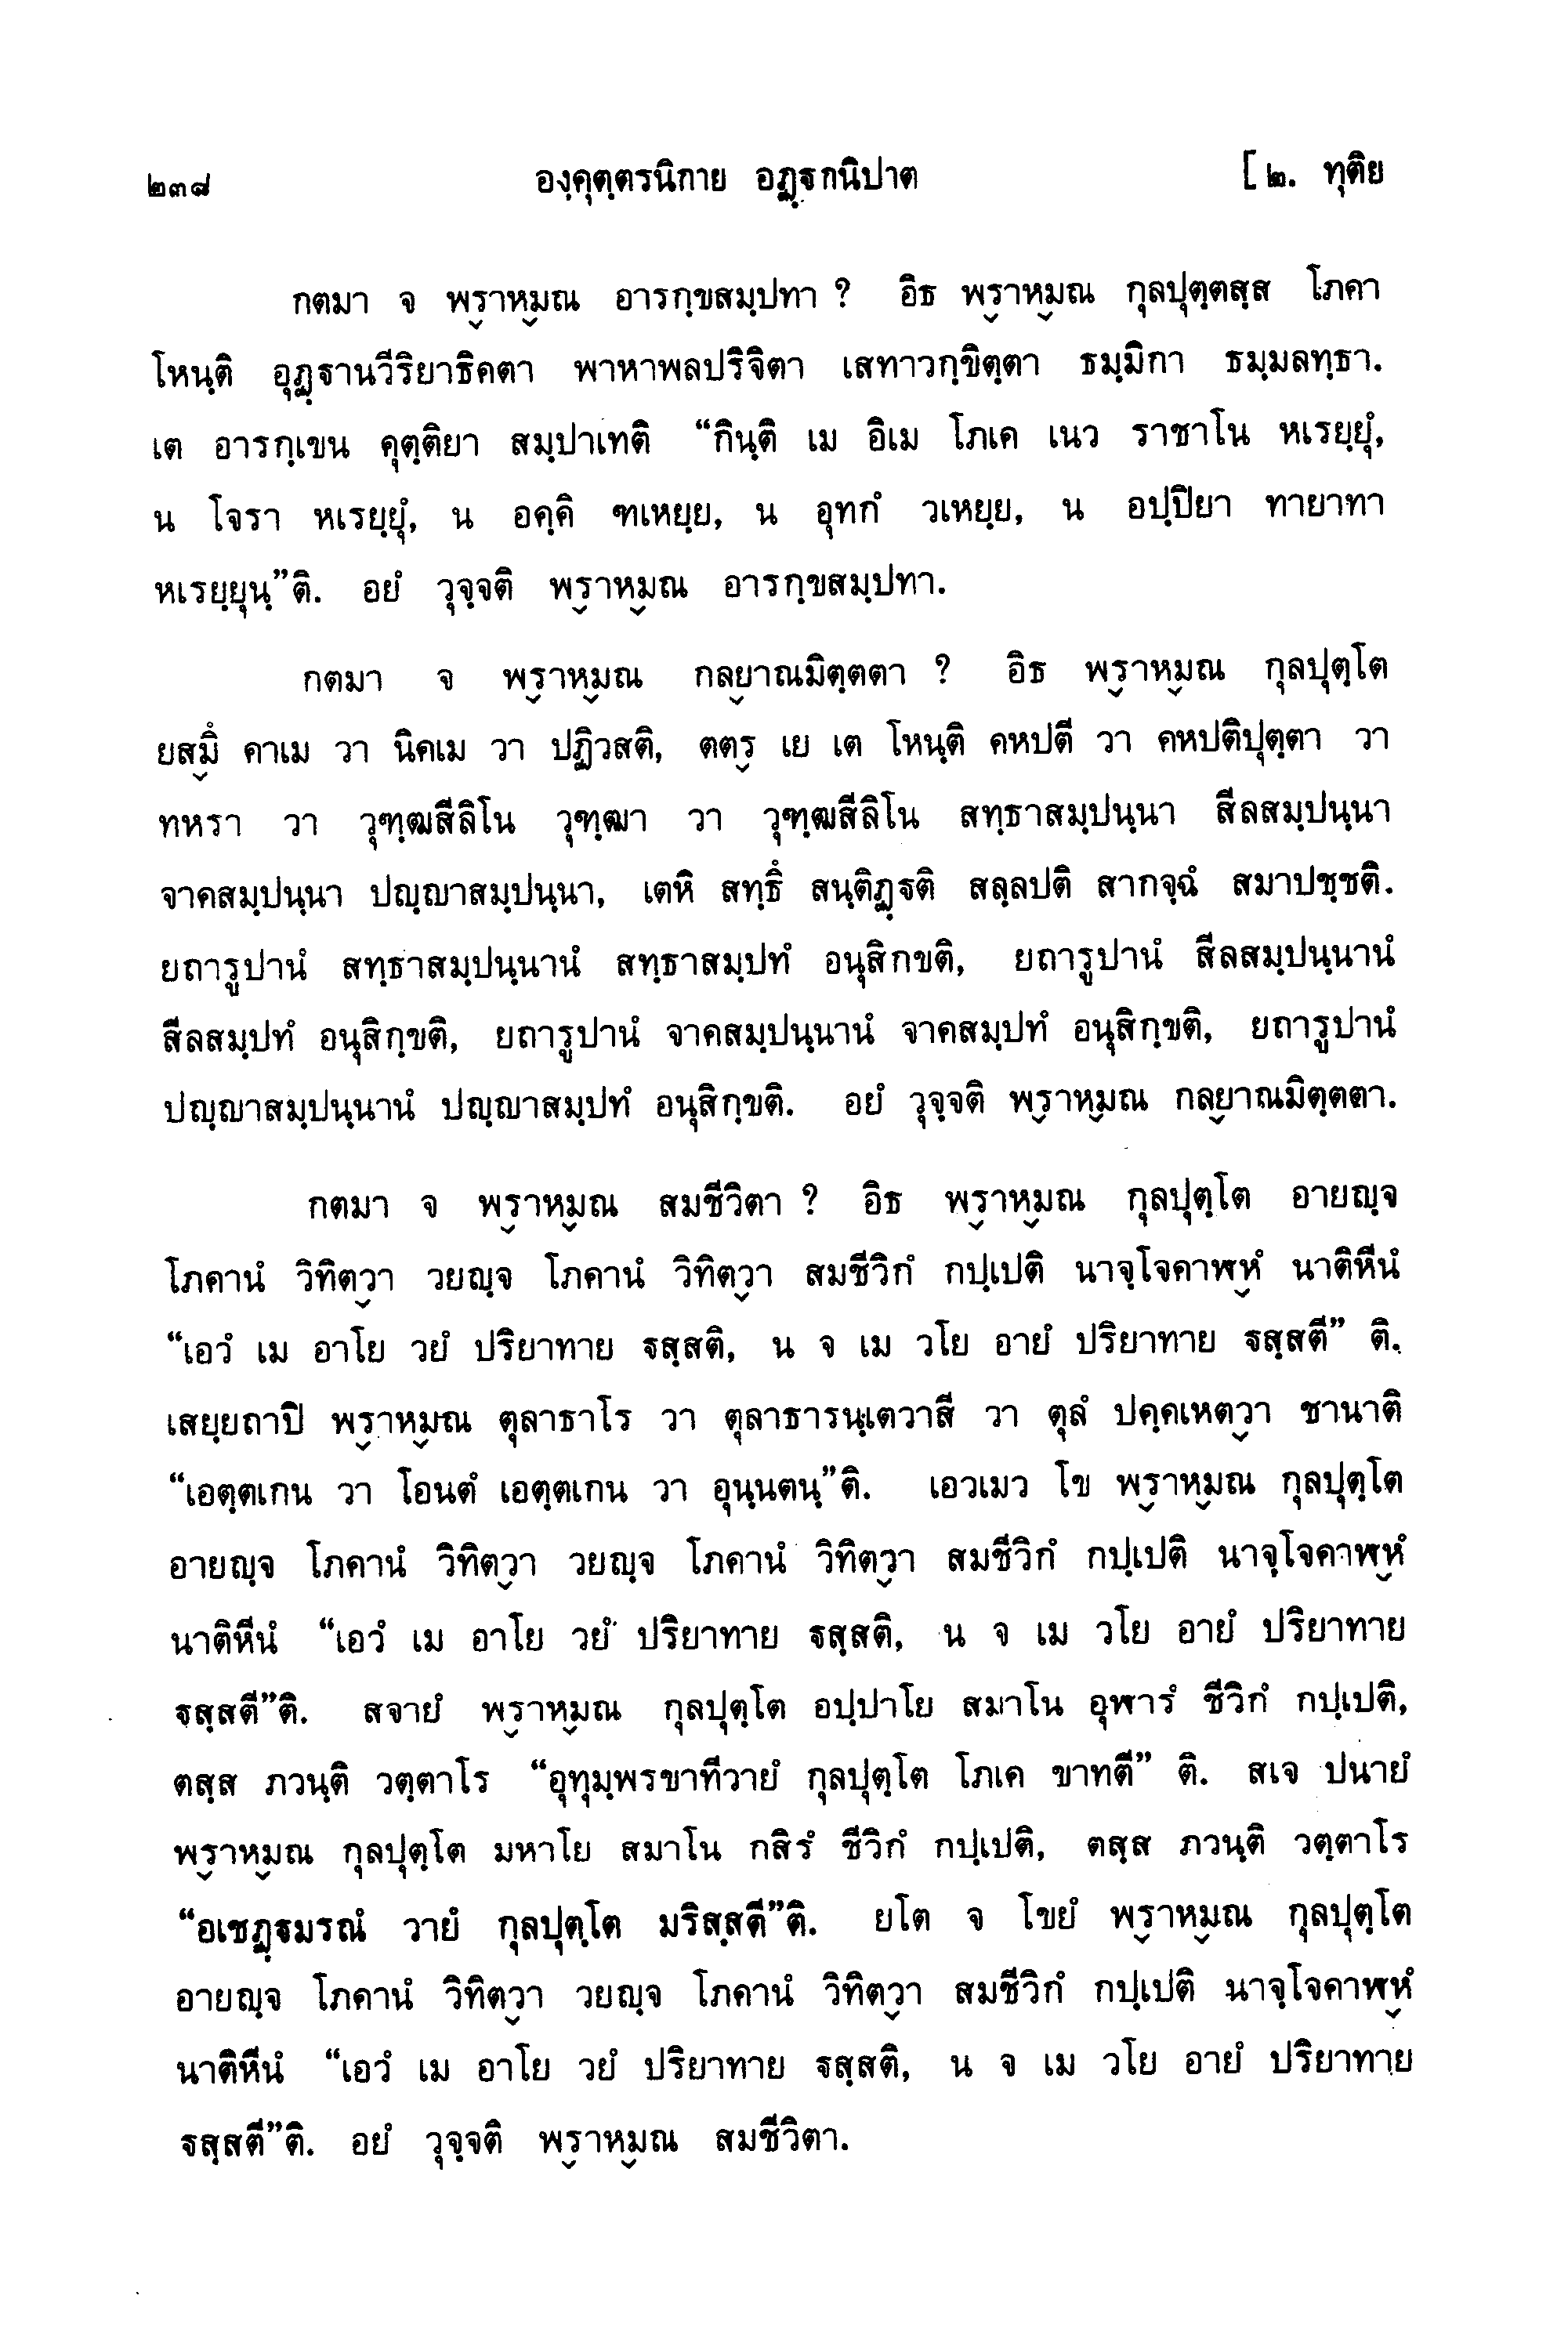 ๒๓๘ องฺคุตฺตรนิกาย อฏฺฐกนิปาต [ ๒. ทุติย
กตมา จ พฺราหฺมณ อารกฺขสมฺปทา ? อิธ พฺราหฺมณ กุลปุตฺตสฺส โภคา
โหนฺติ อุฏฺฐานวีริยาธิคตา พาหาพลปริจิตา เสทาวกฺขิตฺตา ธมฺมิกา ธมฺมลทฺธา.
เต อารกฺเขน คุตฺติยา สมฺปาเทติ “กินฺติ เม อิเม โภเค เนว ราชาโน หเรยฺยุํ,
น โจรา หเรยฺยุํ, น อคฺคิ ฑเหยฺย, น อุทกํ วเหยฺย, น อปฺปิยา ทายาทา
หเรยฺยุนฺ”ติ. อยํ วุจฺจติ พฺราหฺมณ อารกฺขสมฺปทา.
กตมา จ พฺราหฺมณ กลฺยาณมิตฺตตา ? อิธ พฺราหฺมณ กุลปุตฺโต
ยสฺมึ คาเม วา นิคเม วา ปฏิวสติ, ตตฺร เย เต โหนฺติ คหปตี วา คหปติปุตฺตา วา
ทหรา วา วุฑฺฒสีลิโน วุฑฺฒา วา วุฑฺฒสีลิโน สทฺธาสมฺปนฺนา สีลสมฺปนฺนา
จาคสมฺปนฺนา ปญฺญาสมฺปนฺนา, เตหิ สทฺธึ สนฺติฏฺฐติ สลฺลปติ สากจฺฉํ สมาปชฺชติ.
ยถารูปานํ สทฺธาสมฺปนฺนานํ สทฺธาสมฺปทํ อนุสิกขติ, ยถารูปานํ สีลสมฺปนฺนานํ
สีลสมฺปทํ อนุสิกฺขติ, ยถารูปานํ จาคสมฺปนฺนานํ จาคสมฺปทํ อนุสิกฺขติ, ยถารูปานํ
ปญฺญาสมฺปนฺนานํ ปญฺญาสมฺปทํ อนุสิกฺขติ. อยํ วุจฺจติ พฺราหฺมณ กลฺยาณมิตฺตตา.
กตมา จ พฺราหฺมณ สมชีวิตา ? อิธ พฺราหฺมณ กุลปุตฺโต อายญฺจ
โภคานํ วิทิตฺวา วยญฺจ โภคานํ วิทิตฺวา สมชีวิกํ กปฺเปติ นาจฺโจคาฬฺหํ นาติหีนํ
“เอวํ เม อาโย วยํ ปริยาทาย ฐสฺสติ, น จ เม วโย อายํ ปริยาทาย ฐสฺสตี” ติ.
เสยฺยถาปิ พฺราหฺมณ ตุลาธาโร วา ตุลาธารนฺเตวาสี วา ตุลํ ปคฺคเหตฺวา ชานาติ
“เอตฺตเกน วา โอนตํ เอตฺตเกน วา อุนฺนตนฺ”ติ. เอวเมว โข พฺราหฺมณ กุลปุตฺโต
อายญฺจ โภคานํ วิทิตฺวา วยญฺจ โภคานํ วิทิตฺวา สมชีวิกํ กปฺเปติ นาจฺโจคาฬฺหํ
นาติหีนํ “เอวํ เม อาโย วยํ ปริยาทาย ฐสฺสติ, น จ เม วโย อายํ ปริยาทาย
ฐสฺสตี”ติ. สจายํ พฺราหฺมณ กุลปุตฺโต อปฺปาโย สมาโน อุฬารํ ชีวิกํ กปฺเปติ,
ตสฺส ภวนฺติ วตฺตาโร “อุทุมฺพรขาทีวายํ กุลปุตฺโต โภเค ขาทตี” ติ. สเจ ปนายํ
พฺราหฺมณ กุลปุตฺโต มหาโย สมาโน กสิรํ ชีวิกํ กปฺเปติ, ตสฺส ภวนฺติ วตฺตาโร
“อเชฏฺฐมรณํ วายํ กุลปุตฺโต มริสฺสตี”ติ. ยโต จ โขยํ พฺราหฺมณ กุลปุตฺโต
อายญฺจ โภคานํ วิทิตฺวา วยญฺจ โภคานํ วิทิตฺวา สมชีวิกํ กปฺเปติ นาจฺโจคาฬฺหํ
นาติหีนํ “เอวํ เม อาโย วยํ ปริยาทาย ฐสฺสติ, น จ เม วโย อายํ ปริยาทาย
ฐสฺสตี”ติ. อยํ วุจฺจติ พฺราหฺมณ สมชีวิตา.